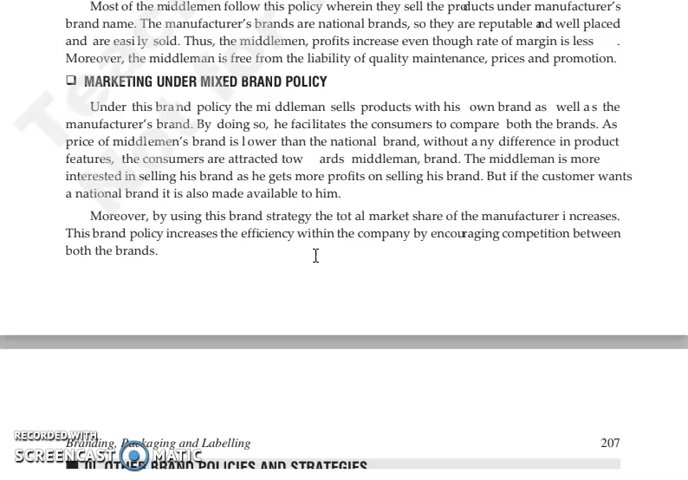 Most of the middlemen follow this policy wherein they sell the products under manufacturer's
brand name. The manufacturer's brands are national brands, so they are reputable and well placed
and are easily sold. Thus, the middlemen, profits increase even though rate of margin is less .
Moreover, the middleman is free from the liability of quality maintenance, prices and promotion.
❑ MARKETING UNDER MIXED BRAND POLICY
Under this brand policy the middleman sells products with his own brand as well as the
manufacturer's brand. By doing so, he facilitates the consumers to compare both the brands. As
price of middlemen's brand is lower than the national brand, without any difference in product
features, the consumers are attracted tow ards middleman, brand. The middleman is more
interested in selling his brand as he gets more profits on selling his brand. But if the customer wants
a national brand it is also made available to him.
Moreover, by using this brand strategy the total market share of the manufacturer increases.
This brand policy increases the efficiency within the company by encouraging competition between
both the brands.
RECORDED WITH
Branding, Packaging and Labelling 207
SCREENCAST MATIC
III. OTHER BRAND POLICIES AND STRATEGIES